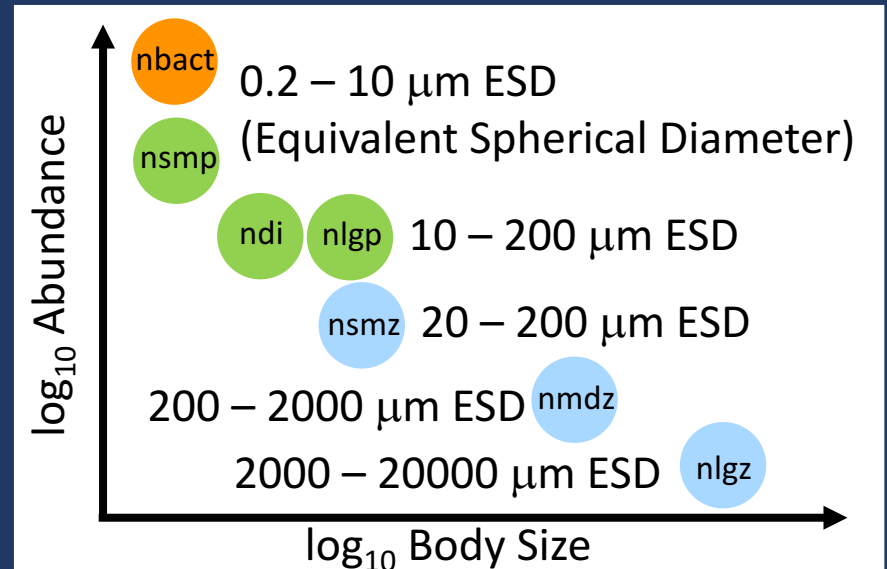 nbact
0.2 – 10 μm ESD
(Equivalent Spherical Diameter)
nsmp
ndi
nlgp
10 – 200 μm ESD
nsmz
20 – 200 μm ESD
200 – 2000 μm ESD
nmdz
2000 – 20000 μm ESD
nlgz
log₁₀ Abundance
log₁₀ Body Size